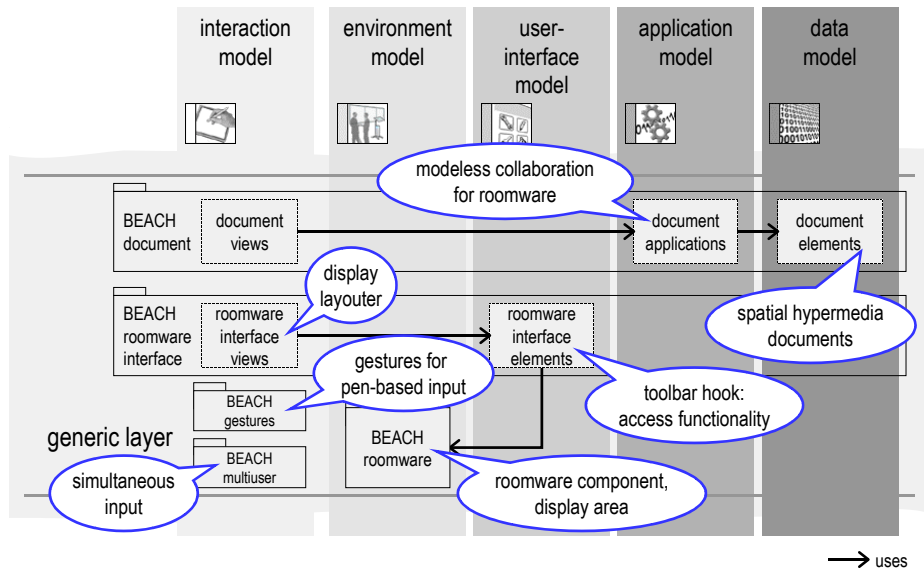 interaction
model
environment
model
user-
interface
model
application
model
data
model
modeless collaboration
for roomware
BEACH
document
document
views
document
applications
document
elements
display
layouter
spatial hypermedia
documents
BEACH
roomware
interface
roomware
interface
views
roomware
interface
elements
gestures for
pen-based input
toolbar hook:
access functionality
BEACH
gestures
generic layer
BEACH
roomware
BEACH
multiuser
simultaneous
input
roomware component,
display area
uses